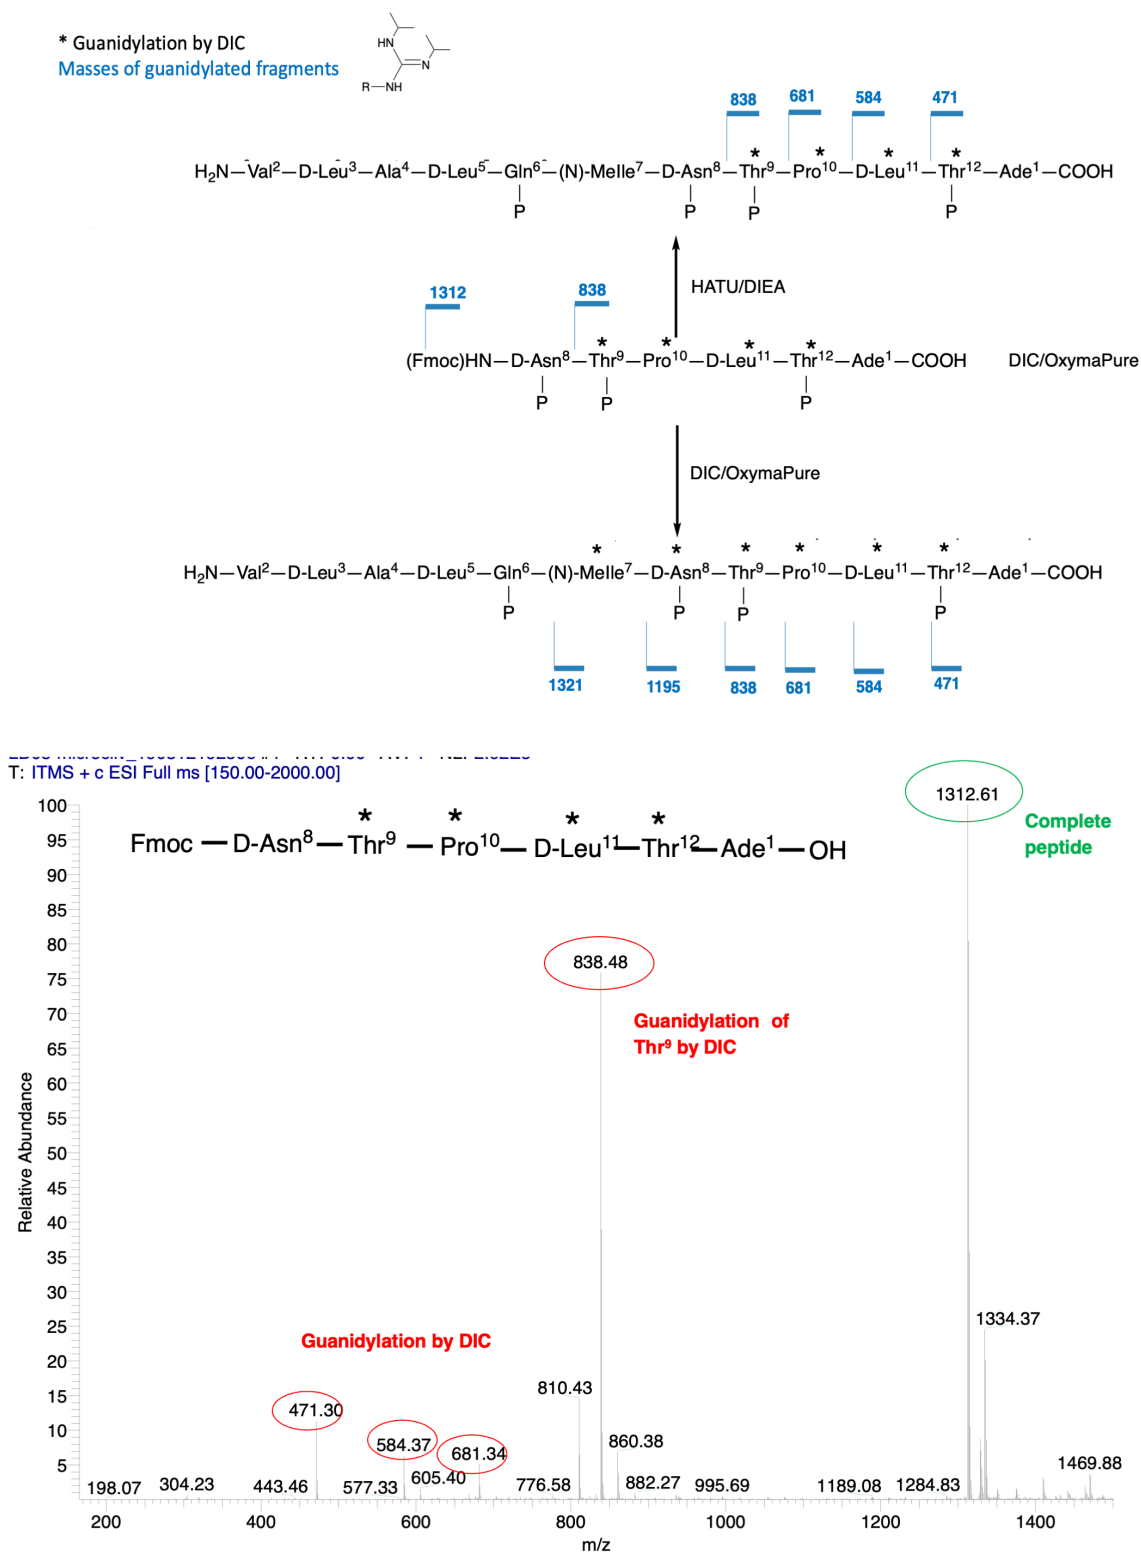 * Guanidylation by DIC
Masses of guanidylated fragments
HN
N
R—NH
838 681 584 471
* * * *
H₂N—Val²—D-Leu³—Ala⁴—D-Leu⁵—Gln⁶—(N)-MeIle⁷—D-Asn⁸—Thr⁹—Pro¹⁰—D-Leu¹¹—Thr¹²—Ade¹—COOH
P P P P
HATU/DIEA
1312 838
* * * *
(Fmoc)HN—D-Asn⁸—Thr⁹—Pro¹⁰—D-Leu¹¹—Thr¹²—Ade¹—COOH DIC/OxymaPure
P P P
DIC/OxymaPure
* * * * * *
H₂N—Val²—D-Leu³—Ala⁴—D-Leu⁵—Gln⁶—(N)-MeIle⁷—D-Asn⁸—Thr⁹—Pro¹⁰—D-Leu¹¹—Thr¹²—Ade¹—COOH
P P P P
1321 1195 838 681 584 471
T: ITMS + c ESI Full ms [150.00-2000.00]
* * * *
Fmoc — D-Asn⁸— Thr⁹ — Pro¹⁰— D-Leu¹¹—Thr¹²—Ade¹— OH
1312.61
Complete
peptide
838.48
Guanidylation of
Thr⁹ by DIC
Guanidylation by DIC
1334.37
810.43
471.30
584.37
681.34
860.38
605.40
1469.88
198.07
304.23
443.46
577.33
776.58
882.27
995.69
1189.08
1284.83
Relative Abundance
100
95
90
85
80
75
70
65
60
55
50
45
40
35
30
25
20
15
10
5
200 400 600 800 1000 1200 1400
m/z